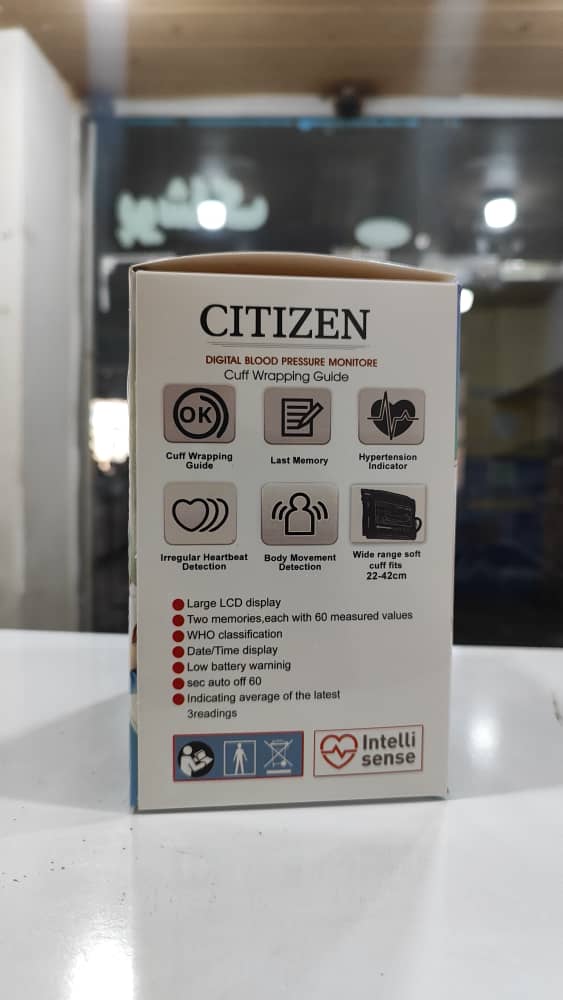 CITIZEN
DIGITAL BLOOD PRESSURE MONITORE
Cuff Wrapping Guide
OK
Cuff Wrapping
Guide
Last Memory
Hypertension
Indicator
Irregular Heartbeat
Detection
Body Movement
Detection
Wide range soft
cuff fits
22-42cm
Large LCD display
Two memories,each with 60 measured values
WHO classification
Date/Time display
Low battery warninig
sec auto off 60
Indicating average of the latest
3readings
Intelli
sense